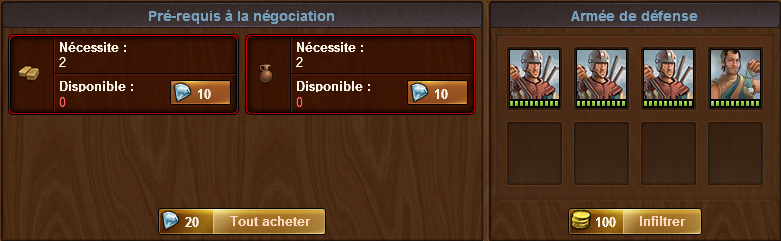 Pré-requis à la négociation
Nécessite :
2
Disponible :
0
10
Nécessite :
2
Disponible :
0
10
20 Tout acheter
Armée de défense
100 Infiltrer